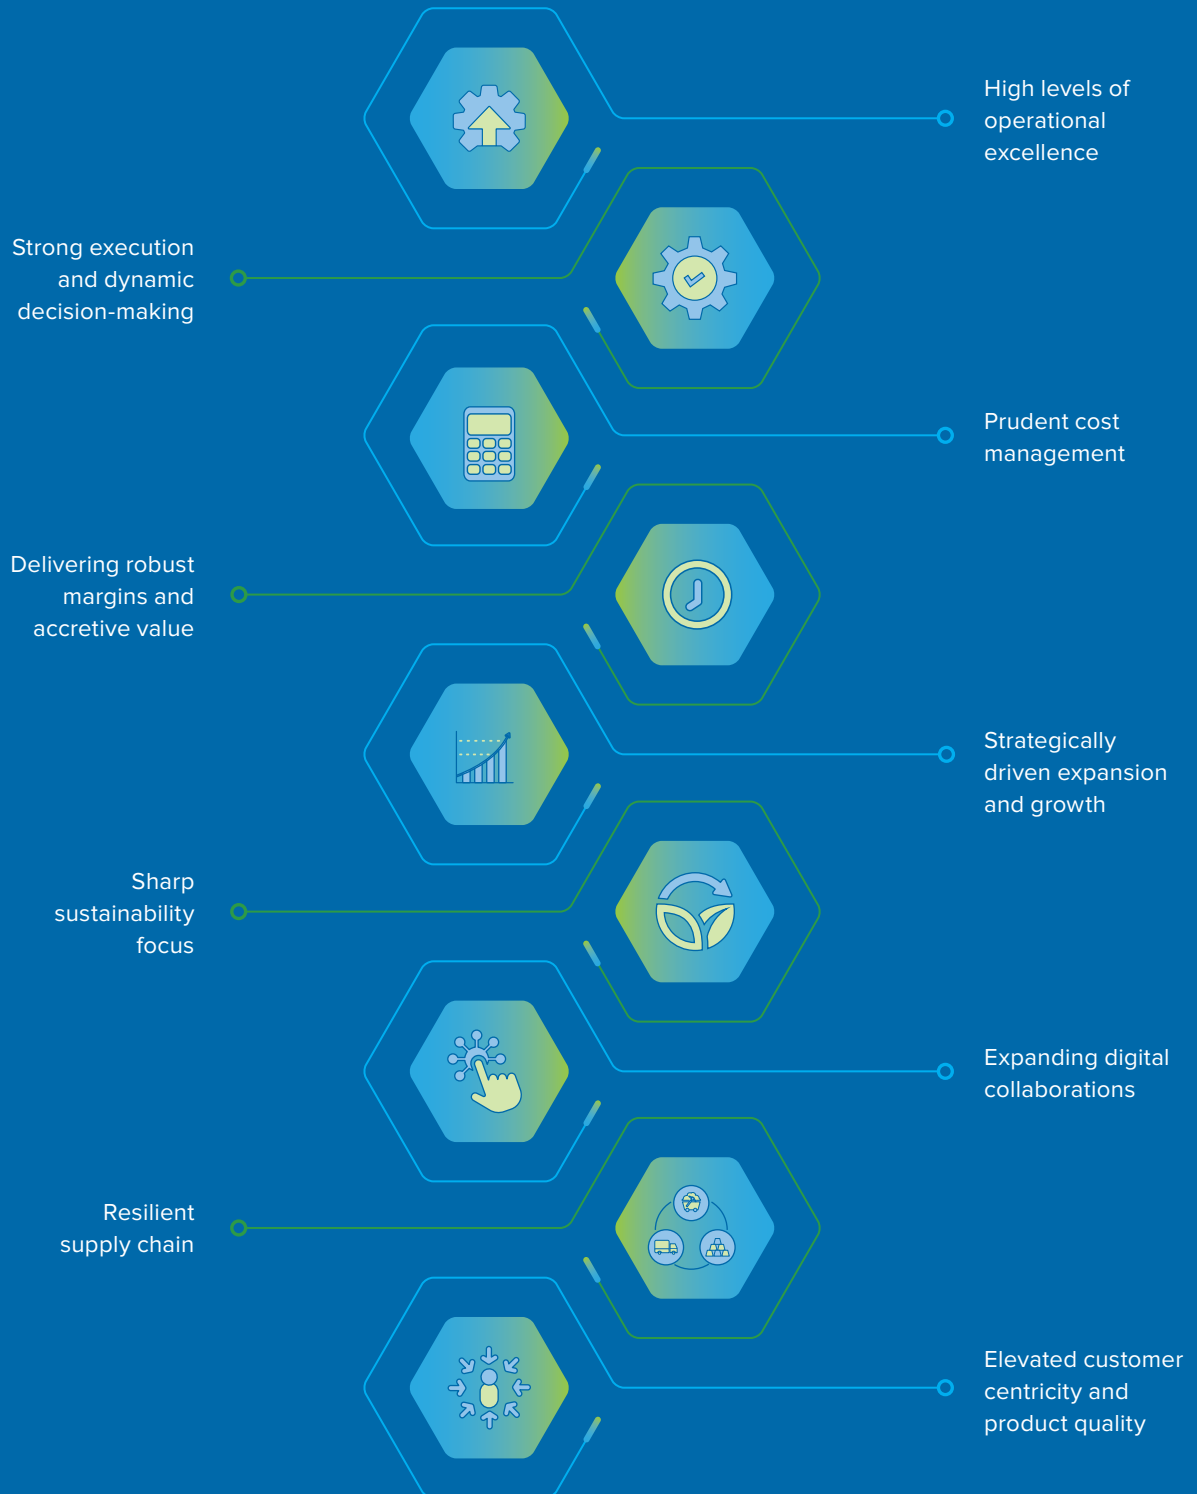 High levels of
operational
excellence
Strong execution
and dynamic
decision-making
Prudent cost
management
Delivering robust
margins and
accretive value
Strategically
driven expansion
and growth
Sharp
sustainability
focus
Expanding digital
collaborations
Resilient
supply chain
Elevated customer
centricity and
product quality